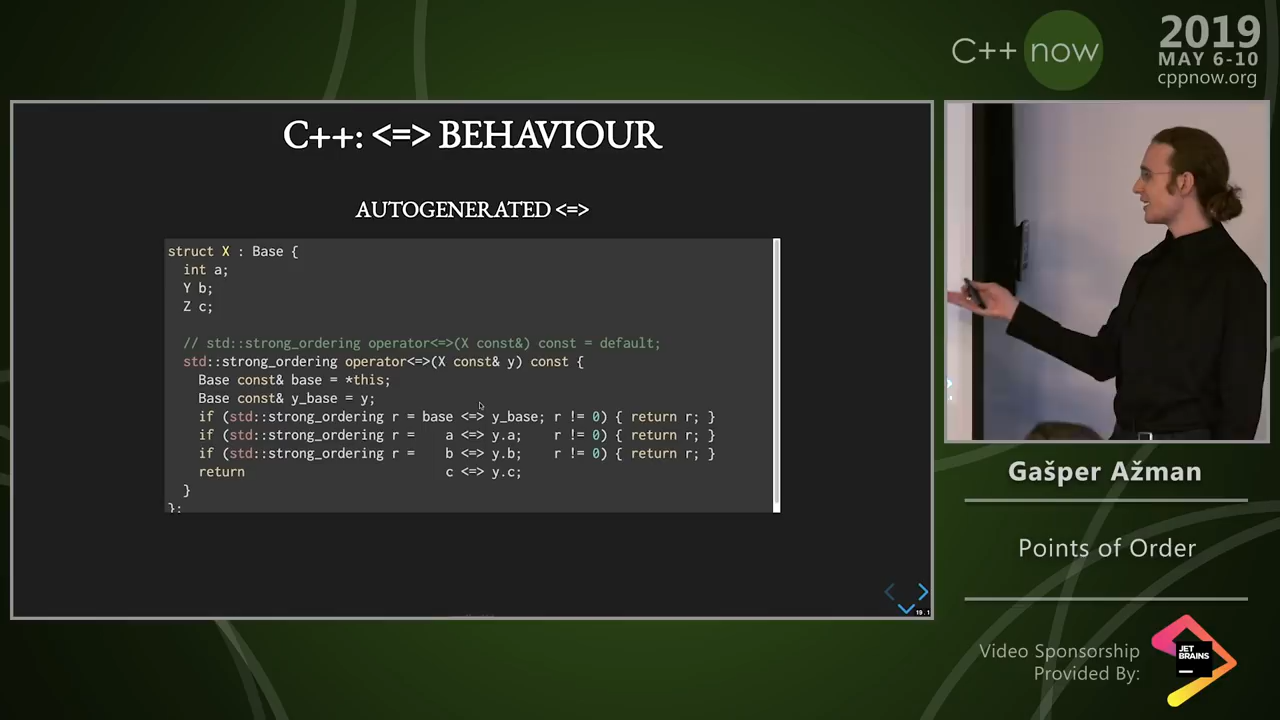 C++ now
2019
MAY 6-10
cppnow.org
C++: <=> BEHAVIOUR
AUTOGENERATED <=>
struct X : Base {
int a;
Y b;
Z c;
// std::strong_ordering operator<=>(X const&) const = default;
std::strong_ordering operator<=>(X const& y) const {
Base const& base = *this;
Base const& y_base = y;
if (std::strong_ordering r = base <=> y_base; r != 0) { return r; }
if (std::strong_ordering r = a <=> y.a; r != 0) { return r; }
if (std::strong_ordering r = b <=> y.b; r != 0) { return r; }
return c <=> y.c;
}
};
19.1
Gašper Ažman
Points of Order
Video Sponsorship
Provided By:
JET
BRAINS